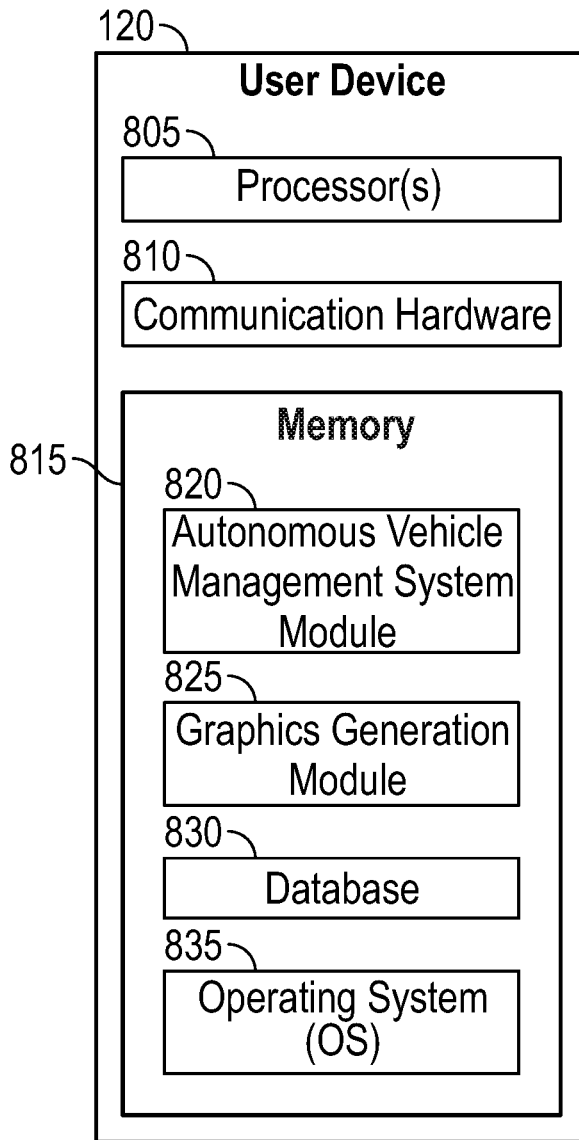 120
User Device
805
Processor(s)
810
Communication Hardware
Memory
815
820
Autonomous Vehicle
Management System
Module
825
Graphics Generation
Module
830
Database
835
Operating System
(OS)